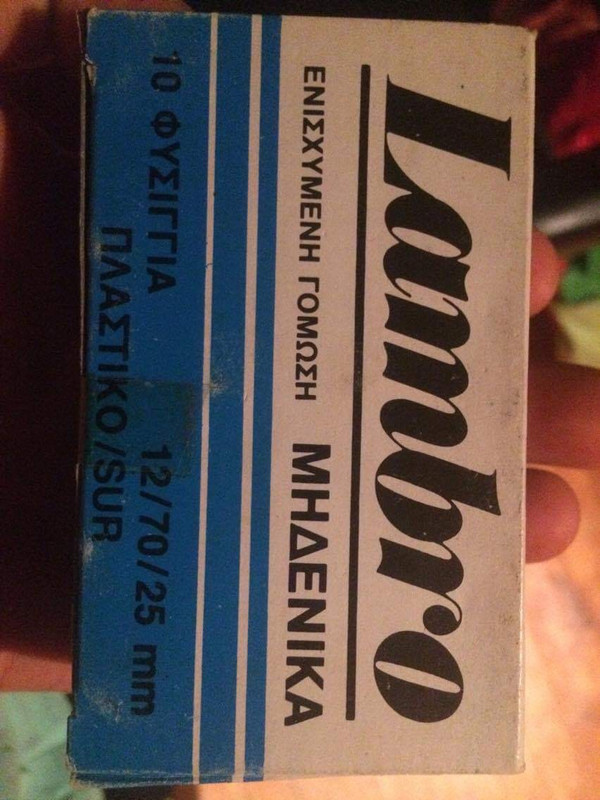 Lambro
ΕΝΙΣΧΥΜΕΝΗ ΓΟΜΩΣΗ ΜΗΔΕΝΙΚΑ
10 ΦΥΣΙΓΓΙΑ 12/70/25 mm
ΠΛΑΣΤΙΚΟ/SUR